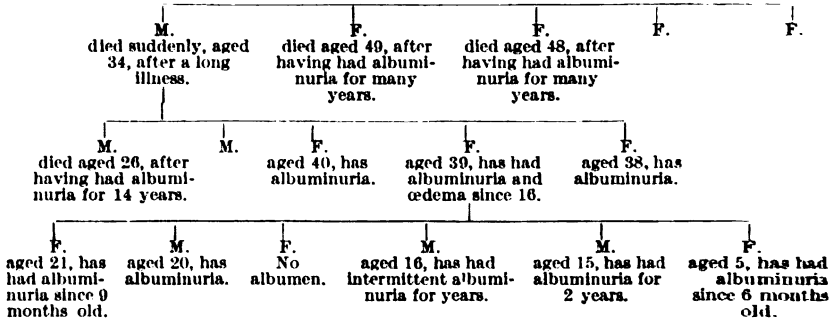 M.
died suddenly, aged
34, after a long
illness.
F.
died aged 49, after
having had albumi-
nuria for many
years.
F.
died aged 48, after
having had albumi-
nuria for many
years.
F.
F.
M.
died aged 26, after
having had albumi-
nuria for 14 years.
M.
F.
aged 40, has
albuminuria.
F.
aged 39, has had
albuminuria and
œdema since 16.
F.
aged 38, has
albuminuria.
F.
aged 21, has
had albumi-
nuria since 9
months old.
M.
aged 20, has
albuminuria.
F.
No
albumen.
M.
aged 16, has had
intermittent albumi-
nuria for years.
M.
aged 15, has had
albuminuria for
2 years.
F.
aged 5, has had
albuminuria
since 6 months
old.